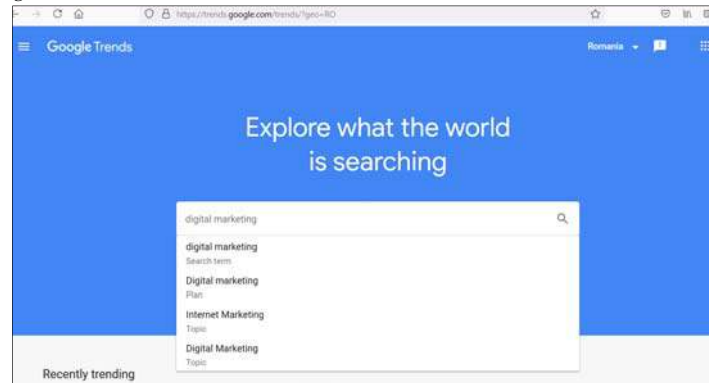 https://trends.google.com/trends/?geo=RO
Google Trends
Romania
Explore what the world
is searching
digital marketing
digital marketing
Search term
Digital marketing
Plan
Internet Marketing
Topic
Digital Marketing
Topic
Recently trending